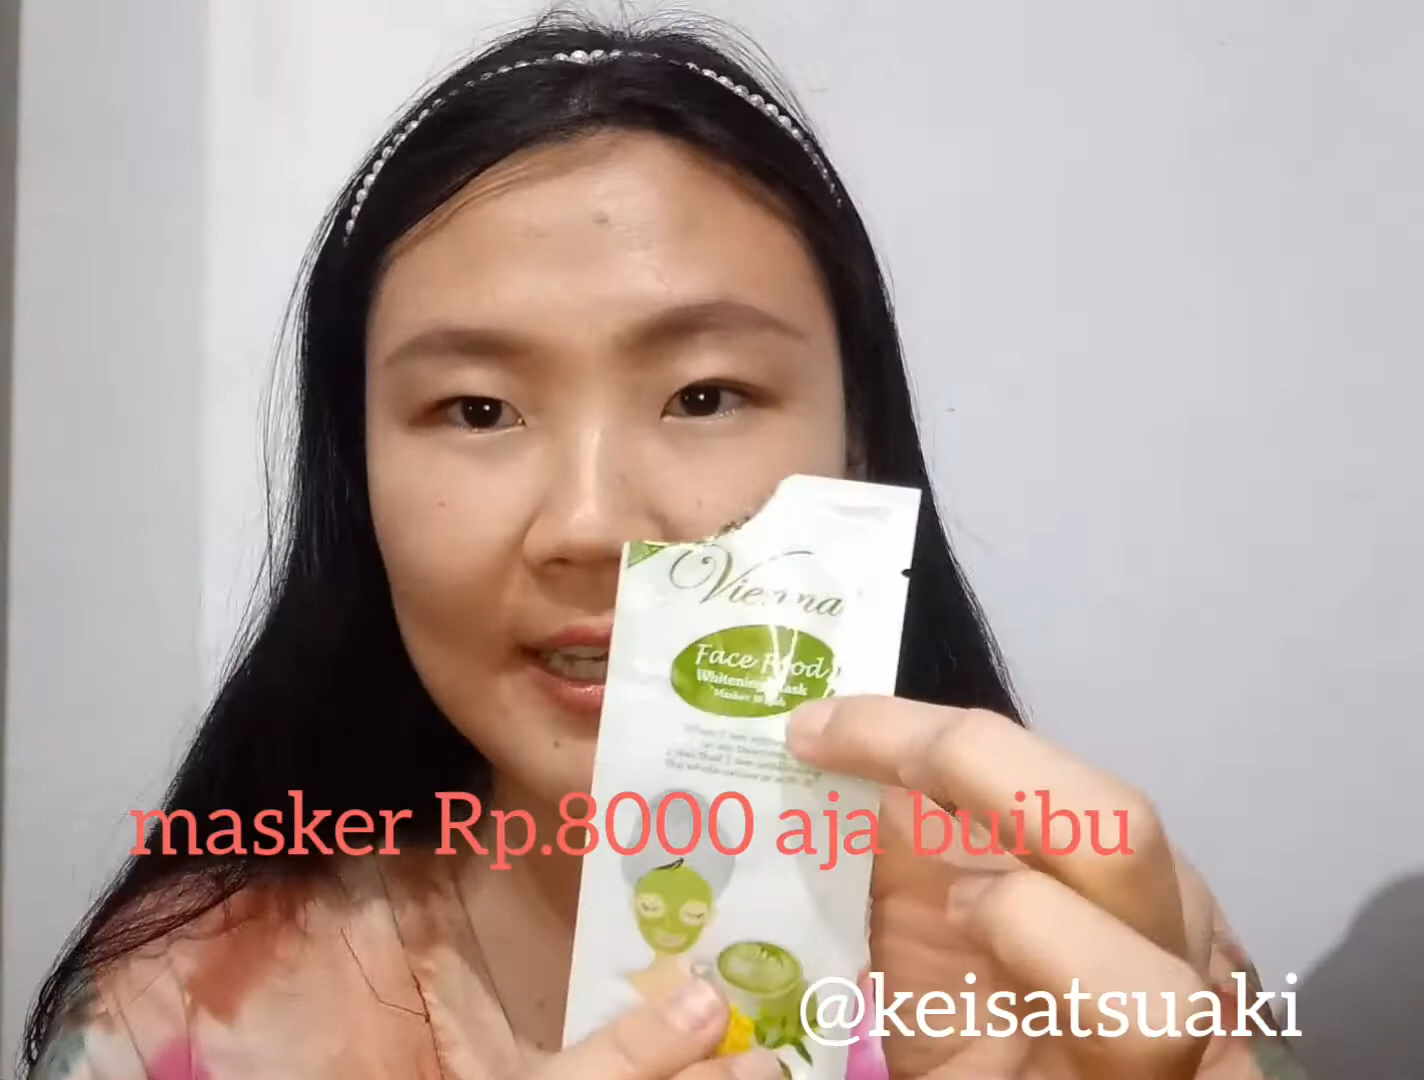 Vienna
Face Food
Whitening Mask
masker Rp.8000 aja buibu
@keisatsuaki